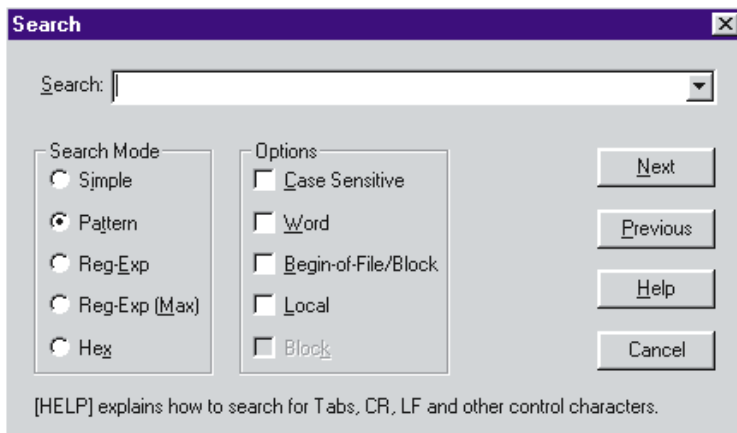 Search
Search:
Search Mode
Simple
Pattern
Reg-Exp
Reg-Exp (Max)
Hex
Options
Case Sensitive
Word
Begin-of-File/Block
Local
Block
Next
Previous
Help
Cancel
[HELP] explains how to search for Tabs, CR, LF and other control characters.